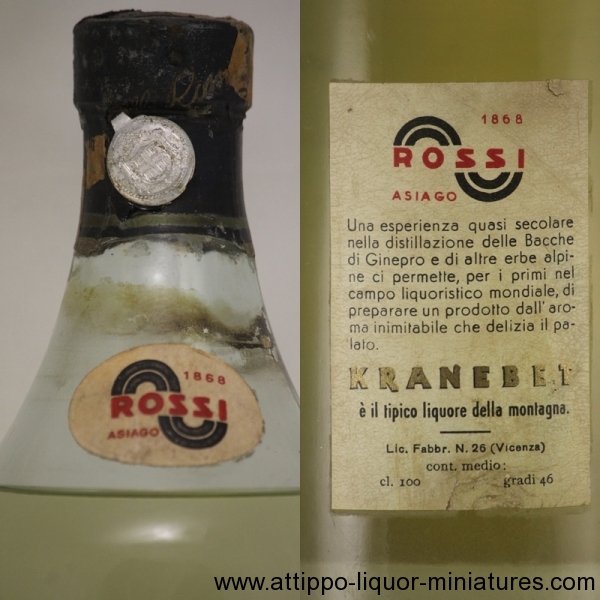 1868
ROSSI
ASIAGO
1868
ROSSI
ASIAGO
Una esperienza quasi secolare
nella distillazione delle Bacche
di Ginepro e di altre erbe alpi-
ne ci permette, per i primi nel
campo liquoristico mondiale, di
preparare un prodotto dall' aro-
ma inimitabile che delizia il pa-
lato.
KRANEBET
è il tipico liquore della montagna.
Lic. Fabbr. N. 26 (Vicenza)
cont. medio:
cl. 100 gradi 46
www.attippo-liquor-miniatures.com